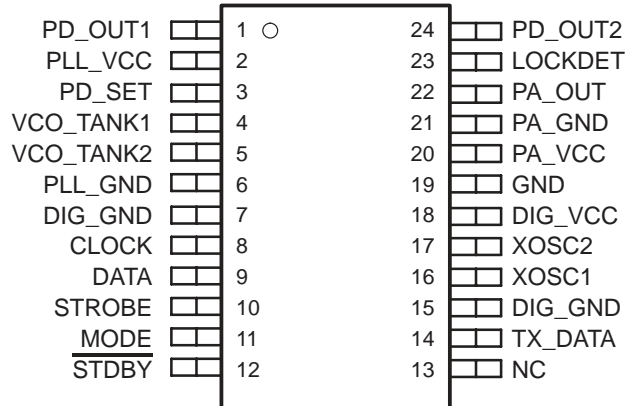 PD_OUT1 1 24 PD_OUT2
PLL_VCC 2 23 LOCKDET
PD_SET 3 22 PA_OUT
VCO_TANK1 4 21 PA_GND
VCO_TANK2 5 20 PA_VCC
PLL_GND 6 19 GND
DIG_GND 7 18 DIG_VCC
CLOCK 8 17 XOSC2
DATA 9 16 XOSC1
STROBE 10 15 DIG_GND
MODE 11 14 TX_DATA
STDBY 12 13 NC